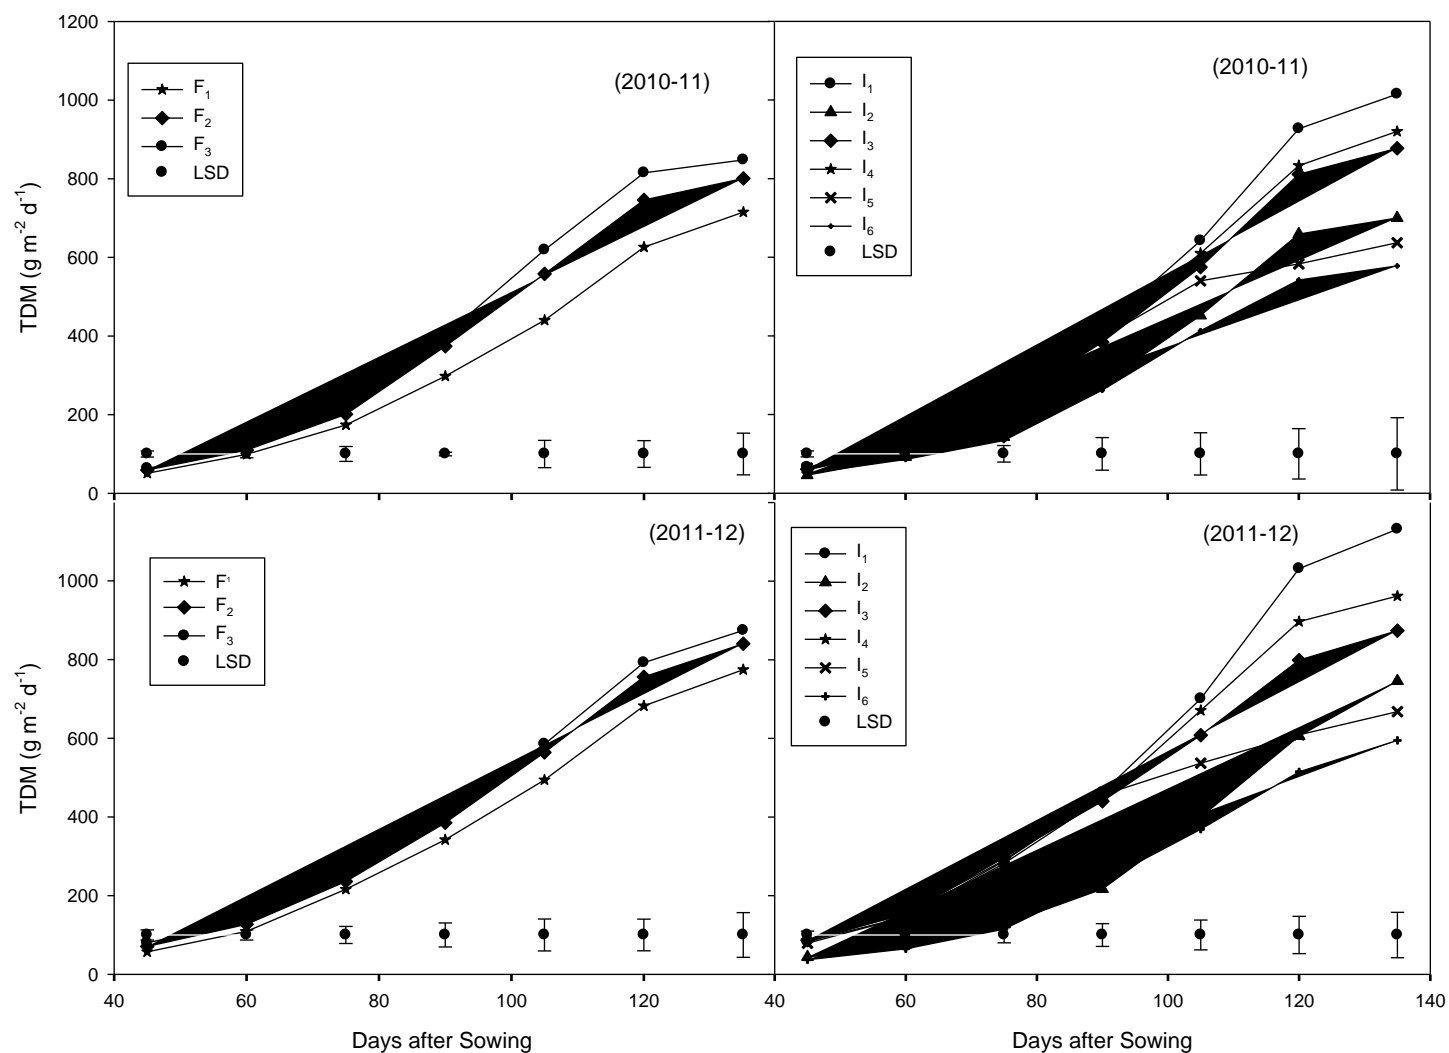 1200
1000
800
600
400
200
0
TDM (g m⁻² d⁻¹)
F₁
F₂
F₃
LSD
(2010-11)
I₁
I₂
I₃
I₄
I₅
I₆
LSD
(2010-11)
1000
800
600
400
200
0
TDM (g m⁻² d⁻¹)
F¹
F₂
F₃
LSD
(2011-12)
I₁
I₂
I₃
I₄
I₅
I₆
LSD
(2011-12)
40 60 80 100 120 40 60 80 100 120 140
Days after Sowing Days after Sowing